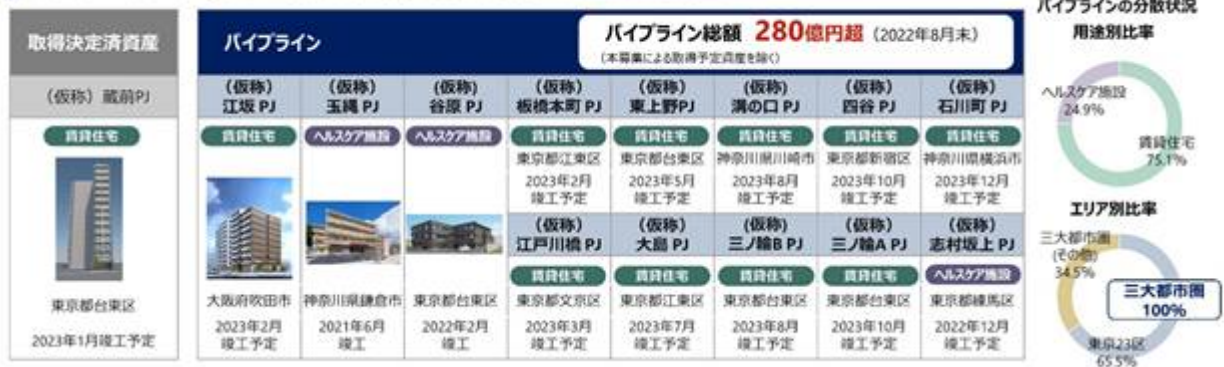 取得決定済資産
(仮称)蔵前PJ
賃貸住宅
東京都台東区
2023年1月竣工予定
パイプライン
パイプライン総額 280億円超 (2022年8月末)
(本募集による取得予定資産を除く)
(仮称)
江坂 PJ
賃貸住宅
大阪府吹田市
2023年2月
竣工予定
(仮称)
玉縄 PJ
ヘルスケア施設
神奈川県鎌倉市
2021年6月
竣工
(仮称)
谷原 PJ
ヘルスケア施設
東京都台東区
2022年2月
竣工
(仮称)
板橋本町 PJ
賃貸住宅
東京都江東区
2023年2月
竣工予定
(仮称)
東上野PJ
賃貸住宅
東京都台東区
2023年5月
竣工予定
(仮称)
溝の口 PJ
賃貸住宅
神奈川県川崎市
2023年8月
竣工予定
(仮称)
四谷 PJ
賃貸住宅
東京都新宿区
2023年10月
竣工予定
(仮称)
石川町 PJ
賃貸住宅
神奈川県横浜市
2023年12月
竣工予定
(仮称)
江戸川橋 PJ
賃貸住宅
東京都文京区
2023年3月
竣工予定
(仮称)
大島 PJ
賃貸住宅
東京都江東区
2023年7月
竣工予定
(仮称)
三ノ輪B PJ
賃貸住宅
東京都台東区
2023年8月
竣工予定
(仮称)
三ノ輪A PJ
賃貸住宅
東京都台東区
2023年10月
竣工予定
(仮称)
志村坂上 PJ
ヘルスケア施設
東京都練馬区
2022年12月
竣工予定
パイプラインの分散状況
用途別比率
ヘルスケア施設
24.9%
賃貸住宅
75.1%
エリア別比率
三大都市圏
(その他)
34.5%
三大都市圏
100%
東京23区
65.5%